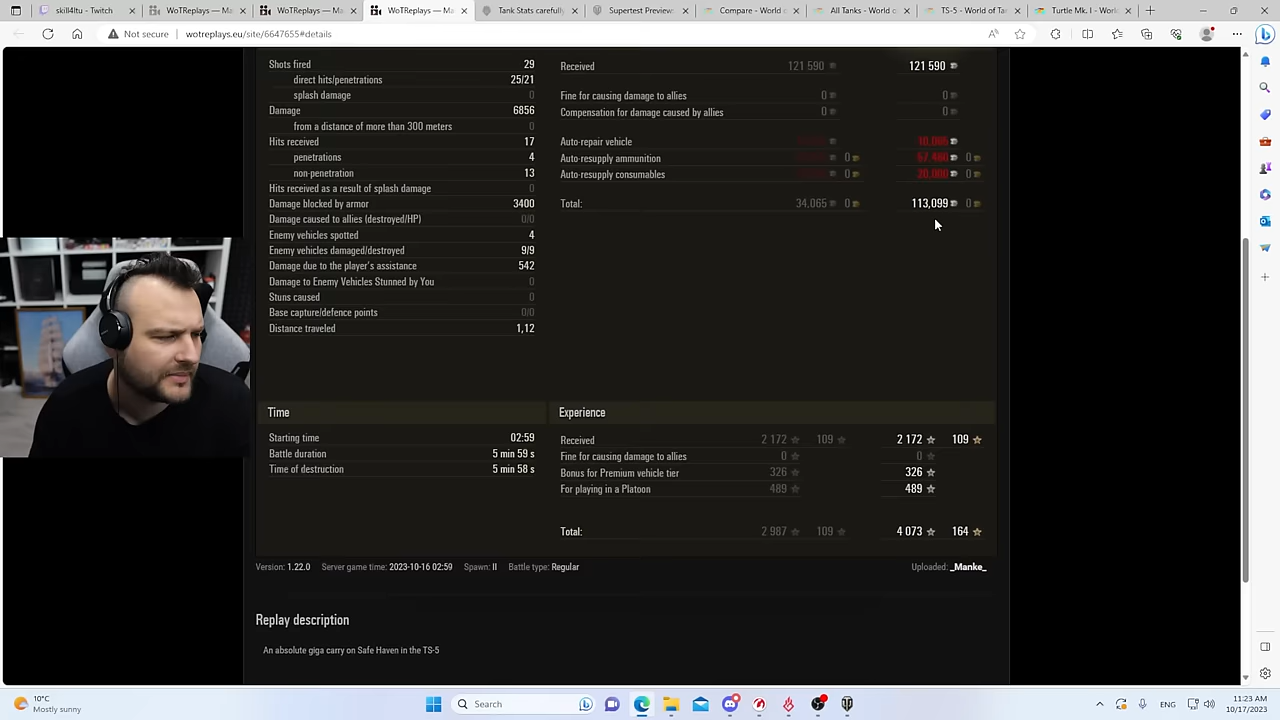 skill4ltu - Twitch
WoTReplays — Ma
WoTReplays — Ma
WoTReplays — Ma
Tank Stats carefully
Supertest Preview
Compare - World o
All Tanks - World of
TS-5 - World of Tan
Turtle Mk. I - World
Not secure
wotreplays.eu/site/6647655#details
Shots fired 29
direct hits/penetrations 25/21
splash damage 0
Damage 6856
from a distance of more than 300 meters 0
Hits received 17
penetrations 4
non-penetration 13
Hits received as a result of splash damage 0
Damage blocked by armor 3400
Damage caused to allies (destroyed/HP) 0/0
Enemy vehicles spotted 4
Enemy vehicles damaged/destroyed 9/9
Damage due to the player's assistance 542
Damage to Enemy Vehicles Stunned by You 0
Stuns caused 0
Base capture/defence points 0/0
Distance traveled 1,12
Received 121 590 121 590
Fine for causing damage to allies 0 0
Compensation for damage caused by allies 0 0
Auto-repair vehicle
Auto-resupply ammunition 0 0
Auto-resupply consumables 0 0
Total: 34,065 0 113,099 0
Time
Starting time 02:59
Battle duration 5 min 59 s
Time of destruction 5 min 58 s
Experience
Received 2 172 109 2 172 109
Fine for causing damage to allies 0 0
Bonus for Premium vehicle tier 326 326
For playing in a Platoon 489 489
Total: 2 987 109 4 073 164
Version: 1.22.0 Server game time: 2023-10-16 02:59 Spawn: II Battle type: Regular Uploaded: _Manke_
Replay description
An absolute giga carry on Safe Haven in the TS-5
10°C
Mostly sunny
Search
ENG
11:23 AM
10/17/2023